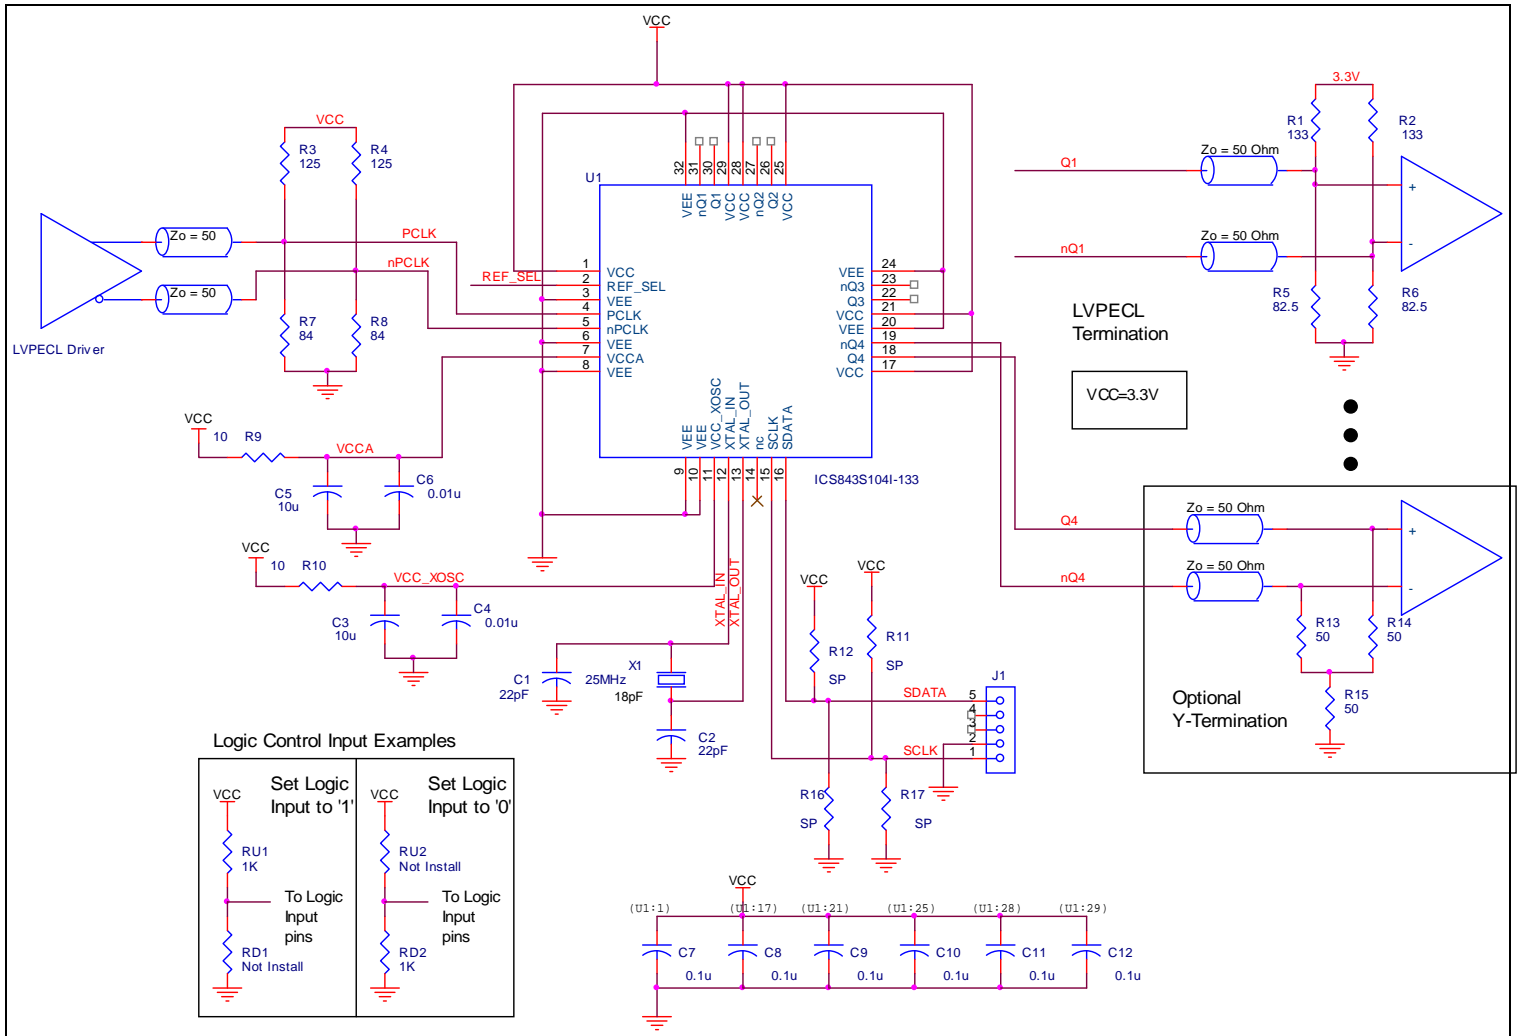 VCC
VCC
R3
125
R4
125
Zo = 50
PCLK
nPCLK
Zo = 50
R7
84
R8
84
LVPECL Driver
REF_SEL
U1
32
31
30
29
28
27
26
25
VEE
nQ1
Q1
VCC
VCC
nQ2
Q2
VCC
1 VCC
2 REF_SEL
3 VEE
4 PCLK
5 nPCLK
6 VEE
7 VCCA
8 VEE
VEE 24
nQ3 23
Q3 22
VCC 21
VEE 20
nQ4 19
Q4 18
VCC 17
VEE
VEE
VCC_XOSC
XTAL_IN
XTAL_OUT
nc
SCLK
SDATA
9
10
11
12
13
14
15
16
ICS843S104I-133
3.3V
R1
133
R2
133
Q1
Zo = 50 Ohm
nQ1
Zo = 50 Ohm
+
-
R5
82.5
R6
82.5
LVPECL
Termination
VCC=3.3V
VCC
10 R9
VCCA
C5
10u
C6
0.01u
VCC
10 R10
VCC_XOSC
C3
10u
C4
0.01u
XTAL_IN
XTAL_OUT
C1
22pF
X1
25MHz
18pF
C2
22pF
VCC
VCC
R12
SP
R11
SP
SDATA
SCLK
J1
5
4
3
2
1
R16
SP
R17
SP
Q4
Zo = 50 Ohm
nQ4
Zo = 50 Ohm
+
-
R13
50
R14
50
R15
50
Optional
Y-Termination
Logic Control Input Examples
Set Logic
Input to '1'
VCC
RU1
1K
To Logic
Input
pins
RD1
Not Install
Set Logic
Input to '0'
VCC
RU2
Not Install
To Logic
Input
pins
RD2
1K
VCC
(U1:1) (U1:17) (U1:21) (U1:25) (U1:28) (U1:29)
C7
0.1u
C8
0.1u
C9
0.1u
C10
0.1u
C11
0.1u
C12
0.1u